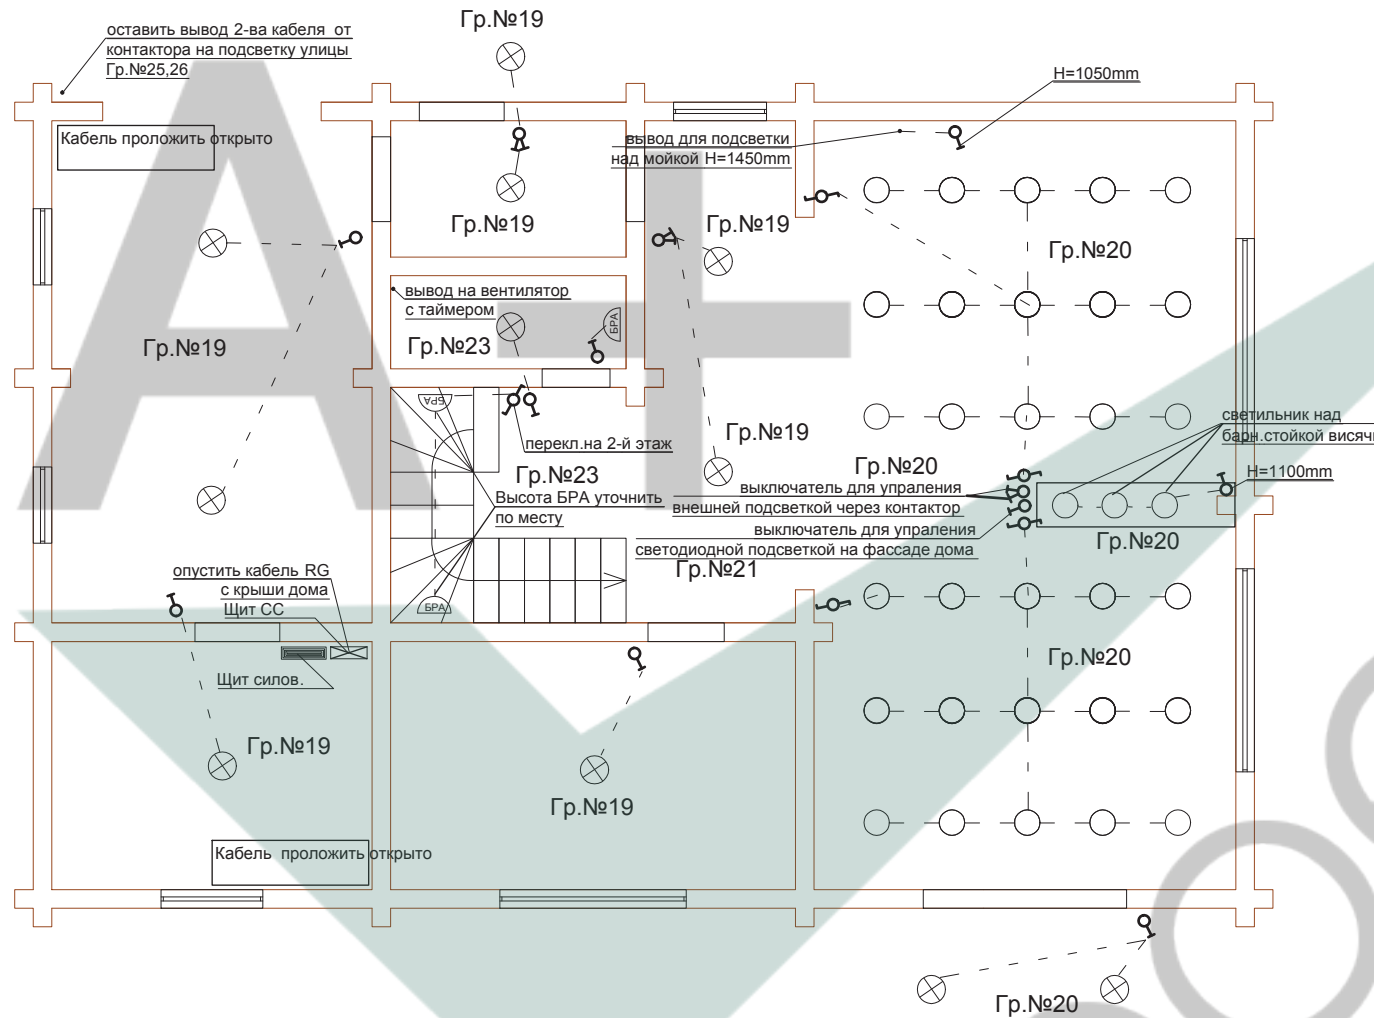 Гр.№19
оставить вывод 2-ва кабеля от
контактора на подсветку улицы
Гр.№25,26
H=1050mm
Кабель проложить открыто
вывод для подсветки
над мойкой H=1450mm
Гр.№19
Гр.№19
Гр.№20
вывод на вентилятор
с таймером
БРА
Гр.№19
Гр.№23
БРА
светильник над
барн.стойкой висяч
перекл.на 2-й этаж
Гр.№19
Гр.№23
Гр.№20
H=1100mm
Высота БРА уточнить
по месту
выключатель для упраления
внешней подсветкой через контактор
выключатель для упраления
светодиодной подсветкой на фассаде дома
Гр.№20
Гр.№21
опустить кабель RG
с крыши дома
Щит СС
БРА
Щит силов.
Гр.№20
Гр.№19
Гр.№19
Кабель проложить открыто
Гр.№20
A+